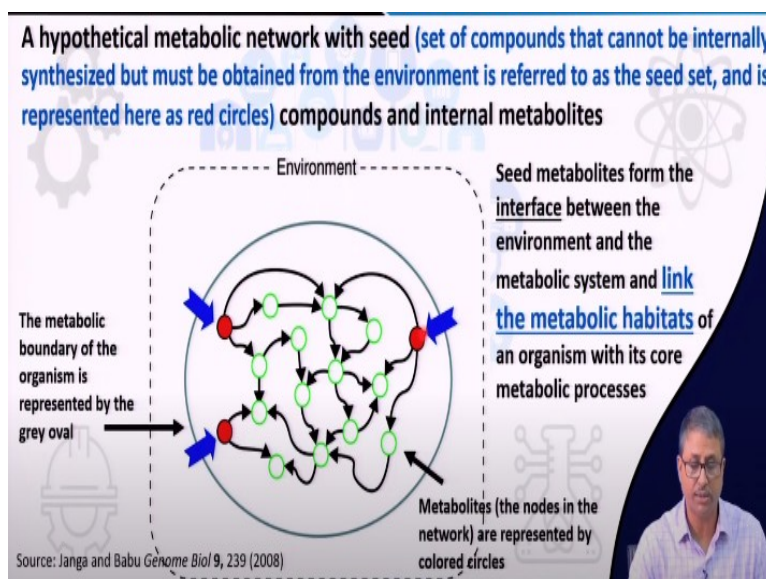 A hypothetical metabolic network with seed (set of compounds that cannot be internally
synthesized but must be obtained from the environment is referred to as the seed set, and is
represented here as red circles) compounds and internal metabolites
Environment
Seed metabolites form the
interface between the
environment and the
metabolic system and link
the metabolic habitats of
an organism with its core
metabolic processes
The metabolic
boundary of the
organism is
represented by the
grey oval
Metabolites (the nodes in the
network) are represented by
colored circles
Source: Janga and Babu Genome Biol 9, 239 (2008)